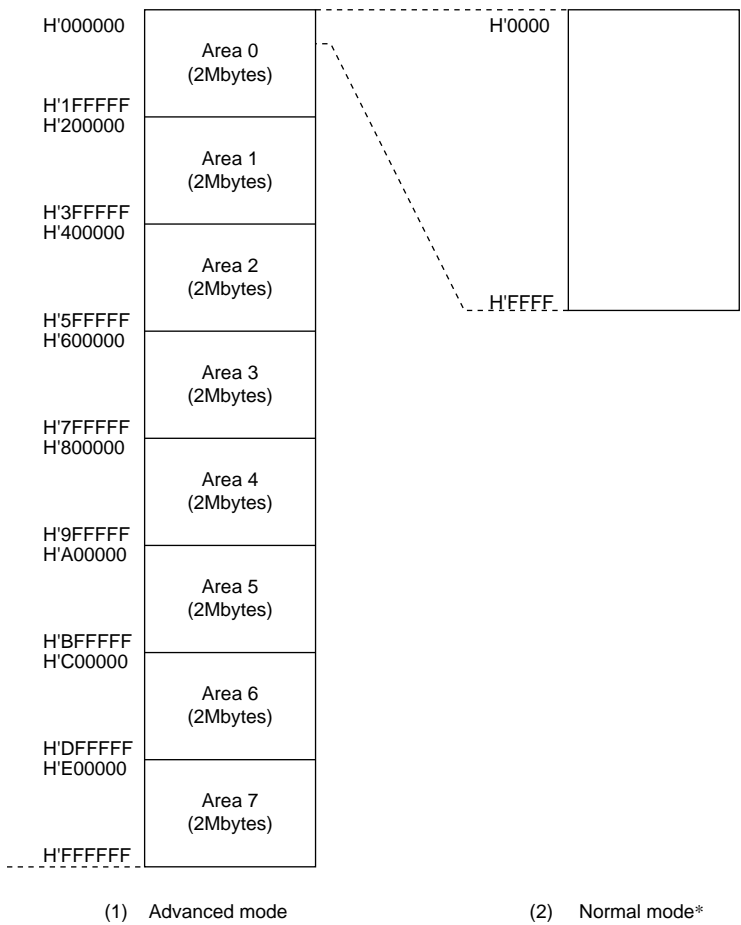 H'000000
Area 0
(2Mbytes)
H'1FFFFF
H'200000
Area 1
(2Mbytes)
H'3FFFFF
H'400000
Area 2
(2Mbytes)
H'5FFFFF
H'600000
Area 3
(2Mbytes)
H'7FFFFF
H'800000
Area 4
(2Mbytes)
H'9FFFFF
H'A00000
Area 5
(2Mbytes)
H'BFFFFF
H'C00000
Area 6
(2Mbytes)
H'DFFFFF
H'E00000
Area 7
(2Mbytes)
H'FFFFFF
(1) Advanced mode
H'0000
H'FFFF
(2) Normal mode*